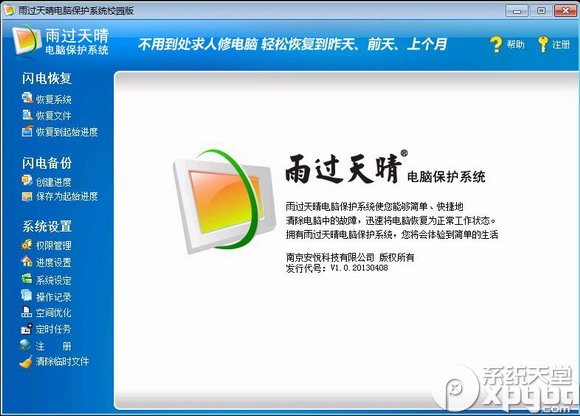 雨过天晴电脑保护系统校园版
雨过天晴
电脑保护系统
不用到处求人修电脑 轻松恢复到昨天、前天、上个月
帮助
注册
闪电恢复
恢复系统
恢复文件
恢复到起始进度
闪电备份
创建进度
保存为起始进度
系统设置
权限管理
进度设置
系统设定
操作记录
空间优化
定时任务
注 册
清除临时文件
雨过天晴®电脑保护系统
雨过天晴电脑保护系统使您能够简单、快捷地
清除电脑中的故障，迅速将电脑恢复为正常工作状态。
拥有雨过天晴电脑保护系统，您将会体验到简单的生活
南京安悦科技有限公司 版权所有
发行代号：V1.0.20130408
系统天堂
xpgod